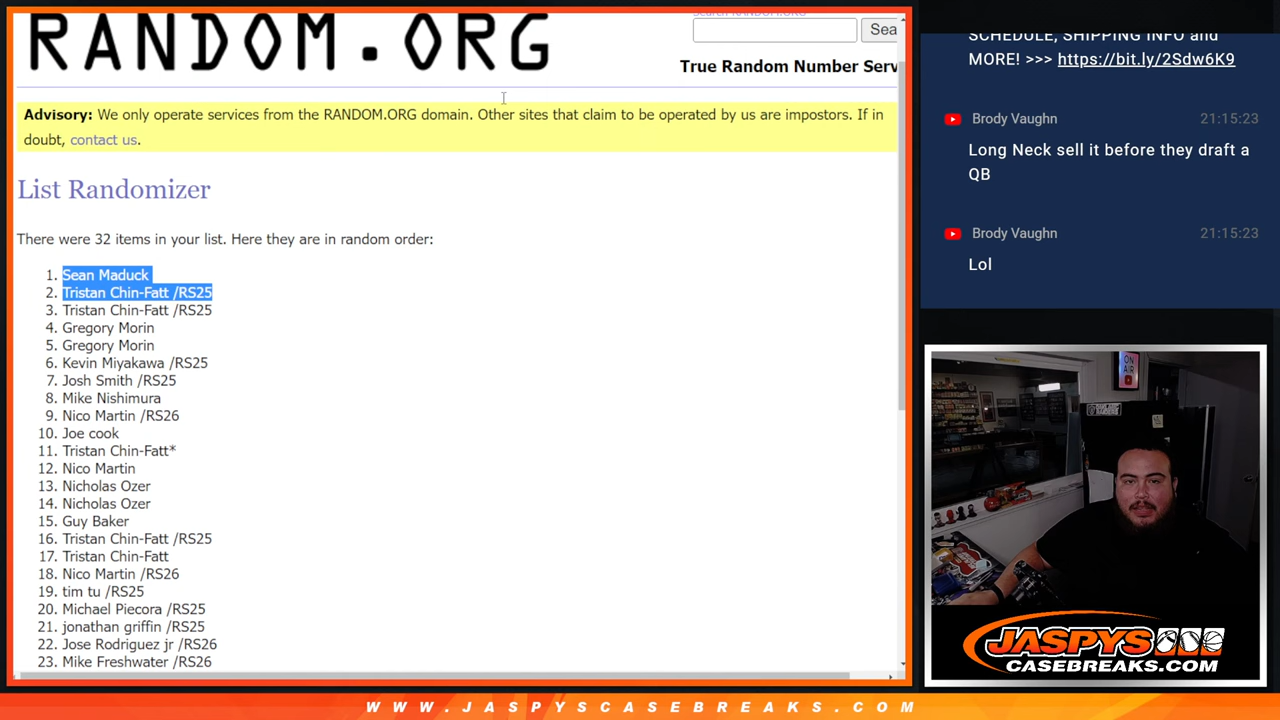 RANDOM.ORG
Search RANDOM.ORG
Sea
True Random Number Serv
Advisory: We only operate services from the RANDOM.ORG domain. Other sites that claim to be operated by us are impostors. If in
doubt, contact us.
List Randomizer
There were 32 items in your list. Here they are in random order:
1. Sean Maduck
2. Tristan Chin-Fatt /RS25
3. Tristan Chin-Fatt /RS25
4. Gregory Morin
5. Gregory Morin
6. Kevin Miyakawa /RS25
7. Josh Smith /RS25
8. Mike Nishimura
9. Nico Martin /RS26
10. Joe cook
11. Tristan Chin-Fatt*
12. Nico Martin
13. Nicholas Ozer
14. Nicholas Ozer
15. Guy Baker
16. Tristan Chin-Fatt /RS25
17. Tristan Chin-Fatt
18. Nico Martin /RS26
19. tim tu /RS25
20. Michael Piecora /RS25
21. jonathan griffin /RS25
22. Jose Rodriguez jr /RS26
23. Mike Freshwater /RS26
SCHEDULE, SHIPPING INFO and
MORE! >>> https://bit.ly/2Sdw6K9
Brody Vaughn 21:15:23
Long Neck sell it before they draft a
QB
Brody Vaughn 21:15:23
Lol
ON
AIR
JASPYS
CASEBREAKS.COM
WWW.JASPYSCASEBREAKS.COM